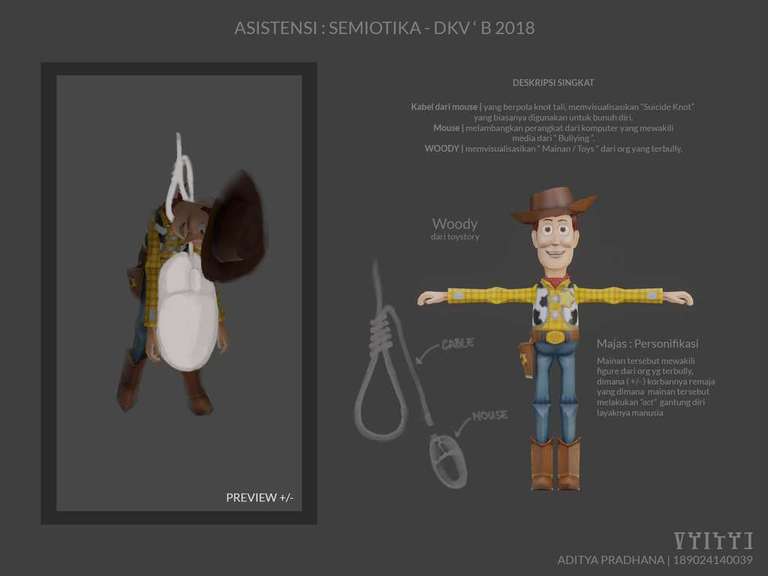 ASISTENSI : SEMIOTIKA - DKV ' B 2018
DESKRIPSI SINGKAT
Kabel dari mouse | yang berpola knot tali, memvisualisasikan "Suicide Knot"
yang biasanya digunakan untuk bunuh diri.
Mouse | melambangkan perangkat dari komputer yang mewakili
media dari " Buliying ".
WOODY | memvisualisasikan " Mainan / Toys " dari org yang terbully.
Woody
dari toystory
CABLE
MOUSE
Majas : Personifikasi
Mainan tersebut mewakili
figure dari org yg terbully,
dimana ( +/- ) korbannya remaja
yang dimana mainan tersebut
melakukan "act" gantung diri
layaknya manusia
PREVIEW +/-
ADITYA PRADHANA | 189024140039